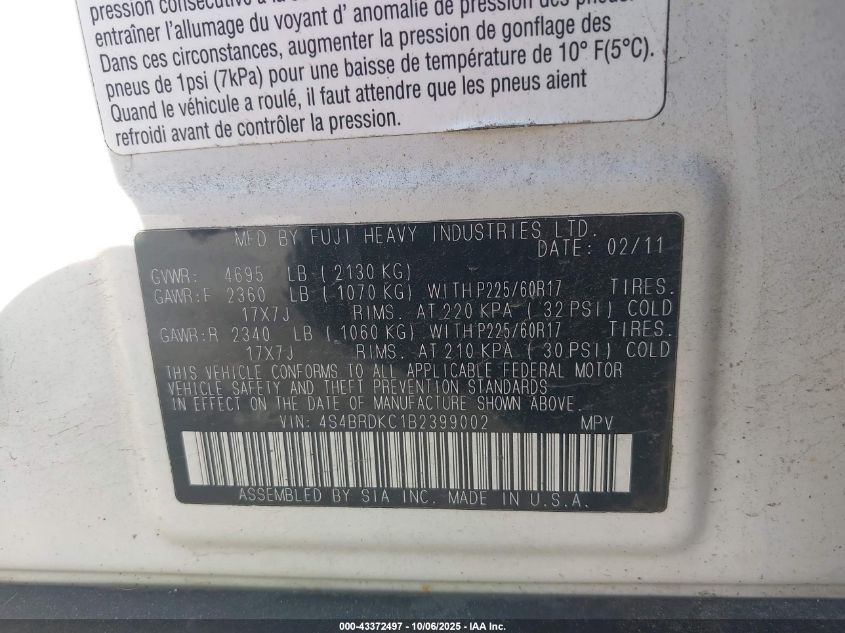 pression consécutive à la
entraîner l'allumage du voyant d' anomalie de pression des pneus.
Dans ces circonstances, augmenter la pression de gonflage des
pneus de 1psi (7kPa) pour une baisse de température de 10° F(5°C).
Quand le véhicule a roulé, il faut attendre que les pneus aient
refroidi avant de contrôler la pression.
MFD BY FUJI HEAVY INDUSTRIES LTD.
DATE: 02/11
GVWR: 4695 LB ( 2130 KG)
GAWR:F 2360 LB ( 1070 KG) WITH P225/60R17 TIRES.
17X7J RIMS. AT 220 KPA ( 32 PSI) COLD
GAWR:R 2340 LB ( 1060 KG) WITH P225/60R17 TIRES.
17X7J RIMS. AT 210 KPA ( 30 PSI) COLD
THIS VEHICLE CONFORMS TO ALL APPLICABLE FEDERAL MOTOR
VEHICLE SAFETY AND THEFT PREVENTION STANDARDS
IN EFFECT ON THE DATE OF MANUFACTURE SHOWN ABOVE.
VIN: 4S4BRDKC1B2399002 MPV
ASSEMBLED BY SIA INC. MADE IN U.S.A.
000-43372497 - 10/06/2025 - IAA Inc.